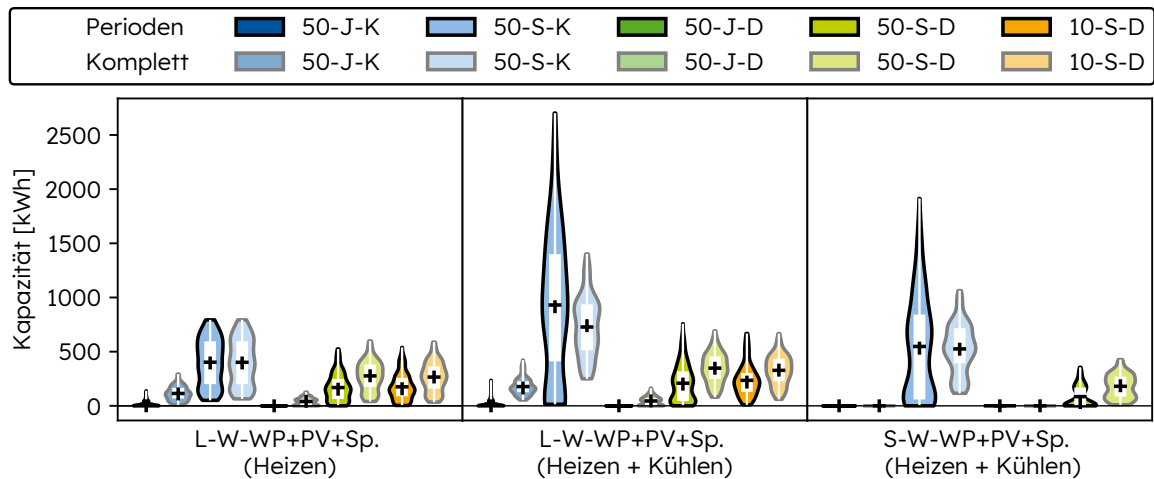 Perioden 50-J-K 50-S-K 50-J-D 50-S-D 10-S-D
Komplett 50-J-K 50-S-K 50-J-D 50-S-D 10-S-D
Kapazität [kWh]
2500
2000
1500
1000
500
0
L-W-WP+PV+Sp. L-W-WP+PV+Sp. S-W-WP+PV+Sp.
(Heizen) (Heizen + Kühlen) (Heizen + Kühlen)